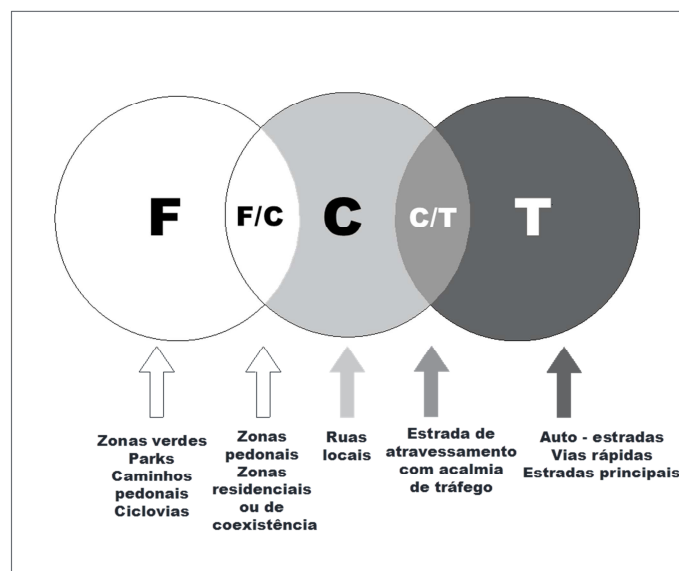 F
F/C
C
C/T
T
Zonas verdes
Parks
Caminhos
pedonais
Ciclovias
Zonas
pedonais
Zonas
residenciais
ou de
coexistência
Ruas
locais
Estrada de
atravessamento
com acalmia
de tráfego
Auto - estradas
Vias rápidas
Estradas principais